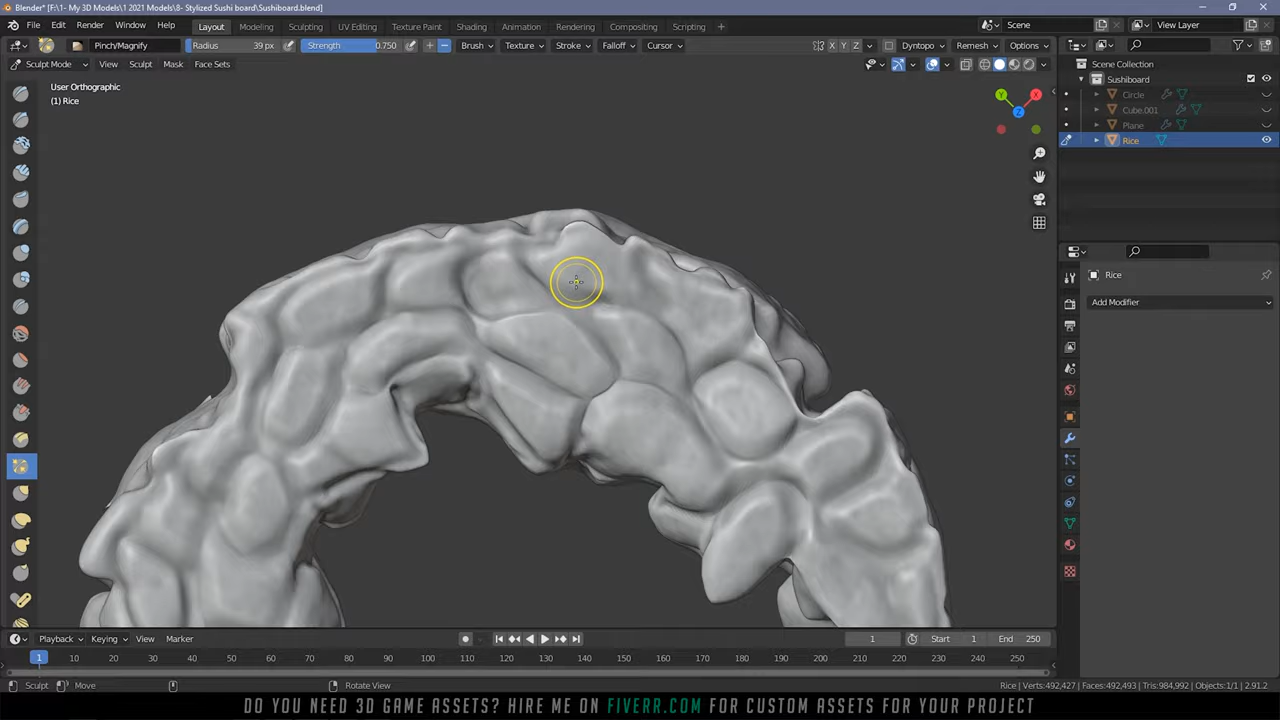 Blender* [F:\1- My 3D Models\1 2021 Models\8- Stylized Sushi board\Sushiboard.blend]
File Edit Render Window Help Layout Modeling Sculpting UV Editing Texture Paint Shading Animation Rendering Compositing Scripting + Scene View Layer
Pinch/Magnify Radius 39 px Strength 0.750 + − Brush Texture Stroke Falloff Cursor X Y Z Dyntopo Remesh Options
Sculpt Mode View Sculpt Mask Face Sets
Scene Collection
Sushiboard
Circle
Cube.001
Plane
Rice
User Orthographic
(1) Rice
Y X Z
Rice
Add Modifier
Playback Keying View Marker 1 Start 1 End 250
1 10 20 30 40 50 60 70 80 90 100 110 120 130 140 150 160 170 180 190 200 210 220 230 240 250
Sculpt Move Rotate View Rice | Verts:492,427 | Faces:492,493 | Tris:984,992 | Objects:1/1 | 2.91.2
DO YOU NEED 3D GAME ASSETS? HIRE ME ON FIVERR.COM FOR CUSTOM ASSETS FOR YOUR PROJECT